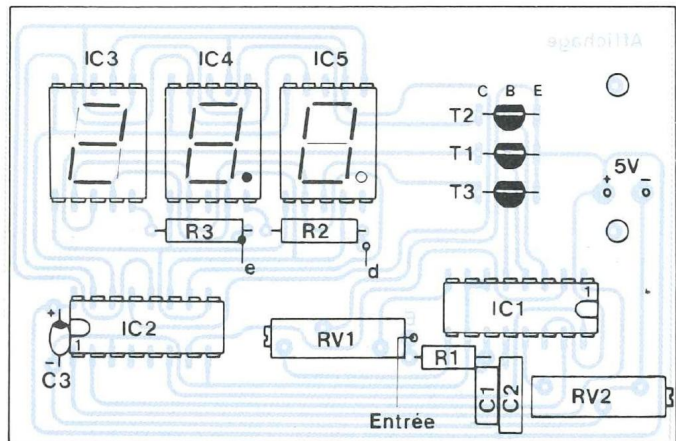 Affichage
IC3 IC4 IC5
C B E
T2
T1
5V
+ -
T3
R3 R2
e d
+
IC2
1
-
C3
RV1
1
IC1
R1
C1
C2
RV2
Entrée